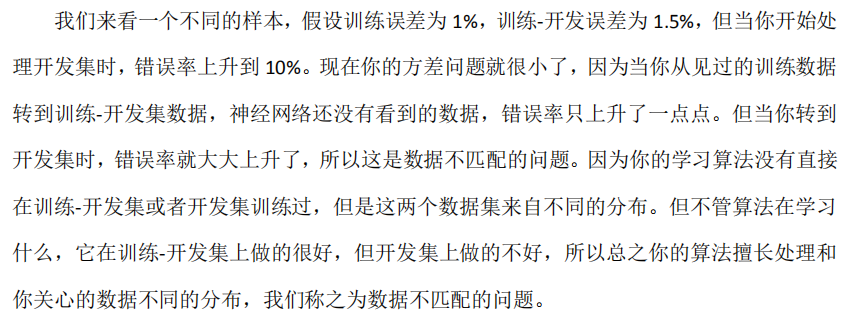 我们来看一个不同的样本，假设训练误差为 1%，训练-开发误差为 1.5%，但当你开始处
理开发集时，错误率上升到 10%。现在你的方差问题就很小了，因为当你从见过的训练数据
转到训练-开发集数据，神经网络还没有看到的数据，错误率只上升了一点点。但当你转到
开发集时，错误率就大大上升了，所以这是数据不匹配的问题。因为你的学习算法没有直接
在训练-开发集或者开发集训练过，但是这两个数据集来自不同的分布。但不管算法在学习
什么，它在训练-开发集上做的很好，但开发集上做的不好，所以总之你的算法擅长处理和
你关心的数据不同的分布，我们称之为数据不匹配的问题。